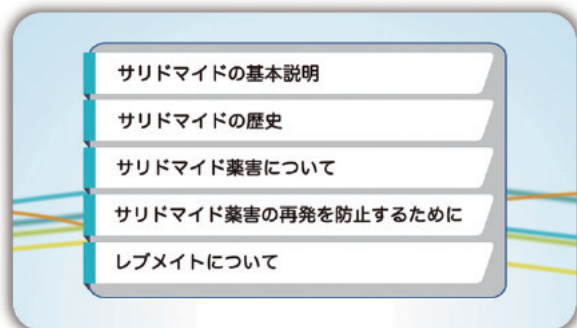 サリドマイドの基本説明
サリドマイドの歴史
サリドマイド薬害について
サリドマイド薬害の再発を防止するために
レブメイトについて